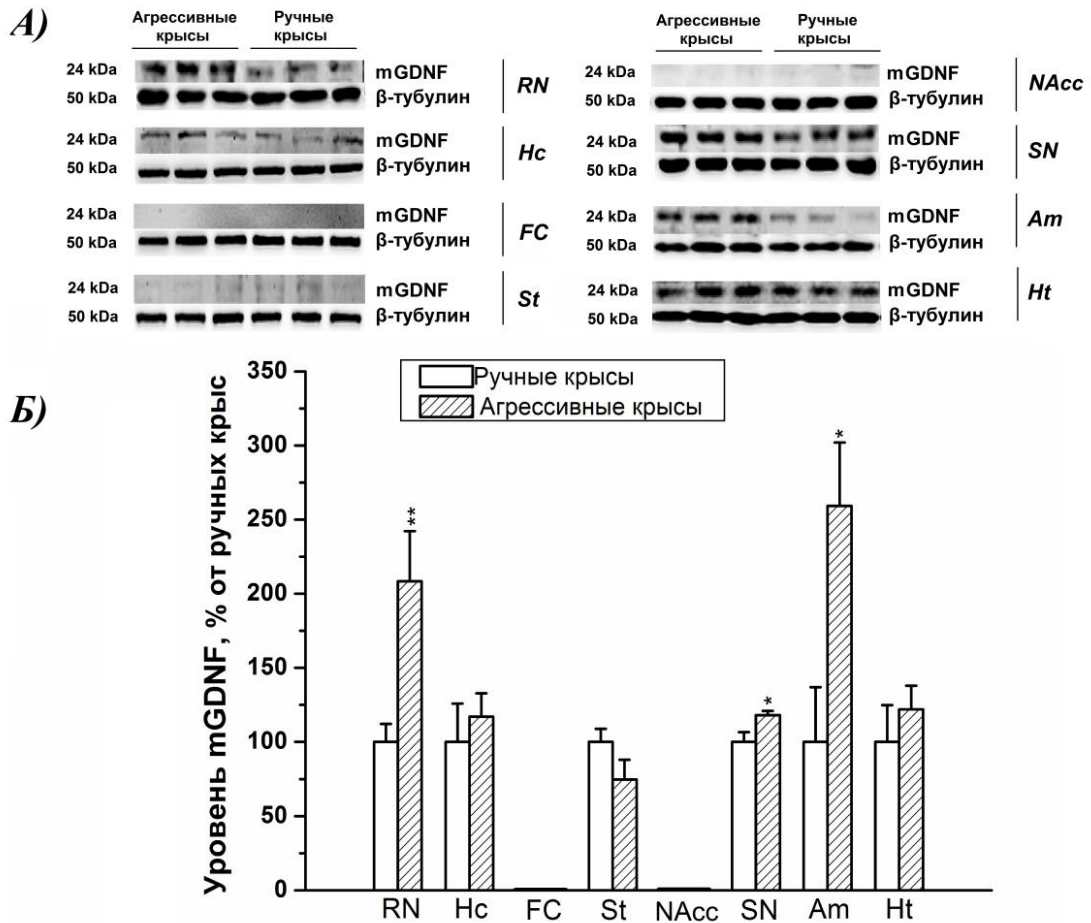 А)
Агрессивные
крысы
Ручные
крысы
24 kDa mGDNF
50 kDa β-тубулин
RN
24 kDa mGDNF
50 kDa β-тубулин
Hc
24 kDa mGDNF
50 kDa β-тубулин
FC
24 kDa mGDNF
50 kDa β-тубулин
St
Агрессивные
крысы
Ручные
крысы
24 kDa mGDNF
50 kDa β-тубулин
NAcc
24 kDa mGDNF
50 kDa β-тубулин
SN
24 kDa mGDNF
50 kDa β-тубулин
Am
24 kDa mGDNF
50 kDa β-тубулин
Ht
Б)
Уровень mGDNF, % от ручных крыс
350
300
250
200
150
100
50
0
Ручные крысы
Агрессивные крысы
**
*
*
RN Hc FC St NAcc SN Am Ht